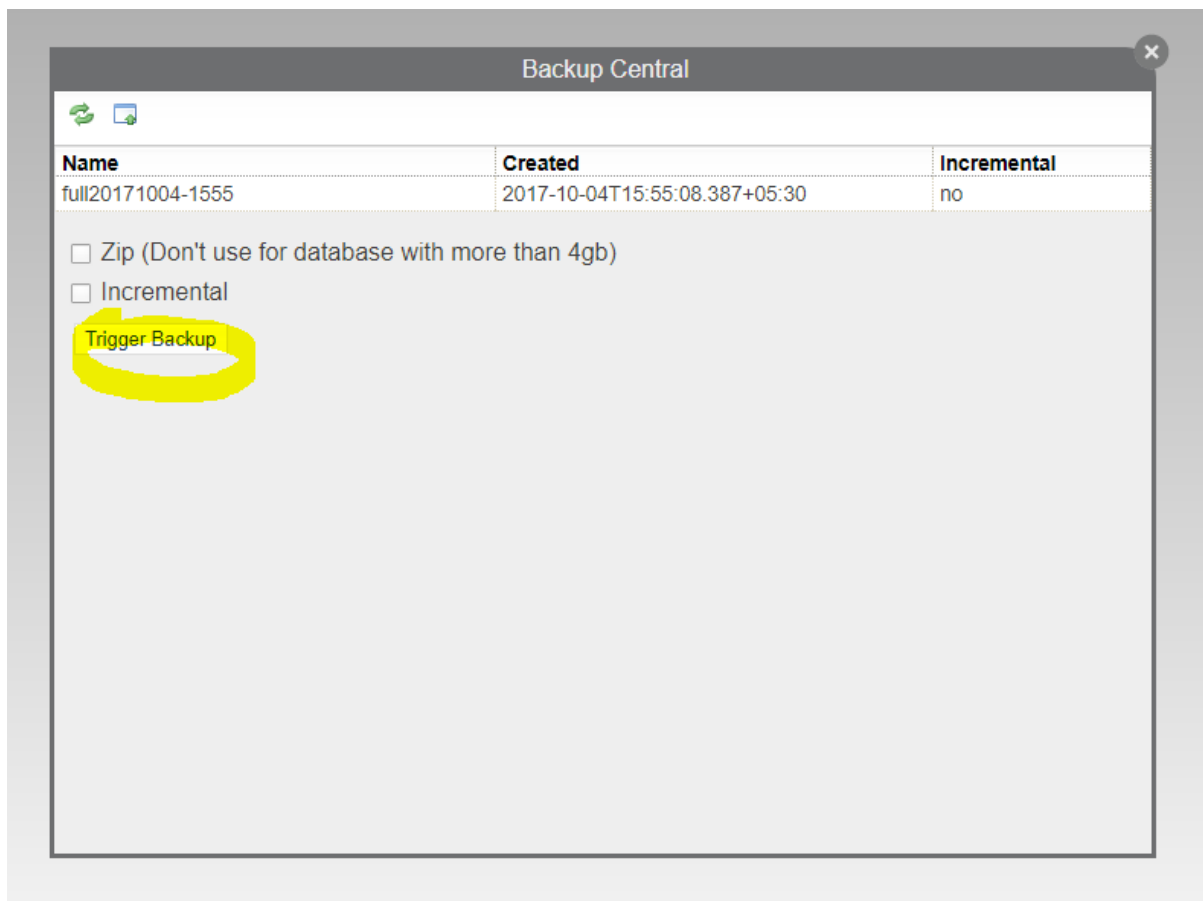 Backup Central
Name Created Incremental
full20171004-1555 2017-10-04T15:55:08.387+05:30 no
Zip (Don't use for database with more than 4gb)
Incremental
Trigger Backup